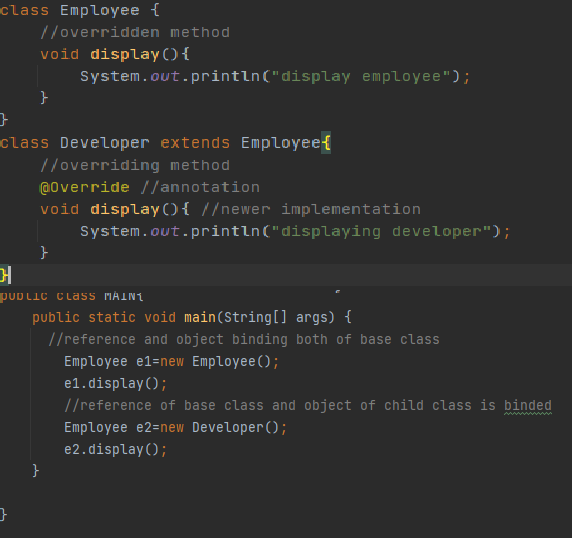 class Employee {
//overridden method
void display(){
System.out.println("display employee");
}
}
class Developer extends Employee{
//overriding method
@Override //annotation
void display(){ //newer implementation
System.out.println("displaying developer");
}
}
public class MAIN{
public static void main(String[] args) {
//reference and object binding both of base class
Employee e1=new Employee();
e1.display();
//reference of base class and object of child class is binded
Employee e2=new Developer();
e2.display();
}
}